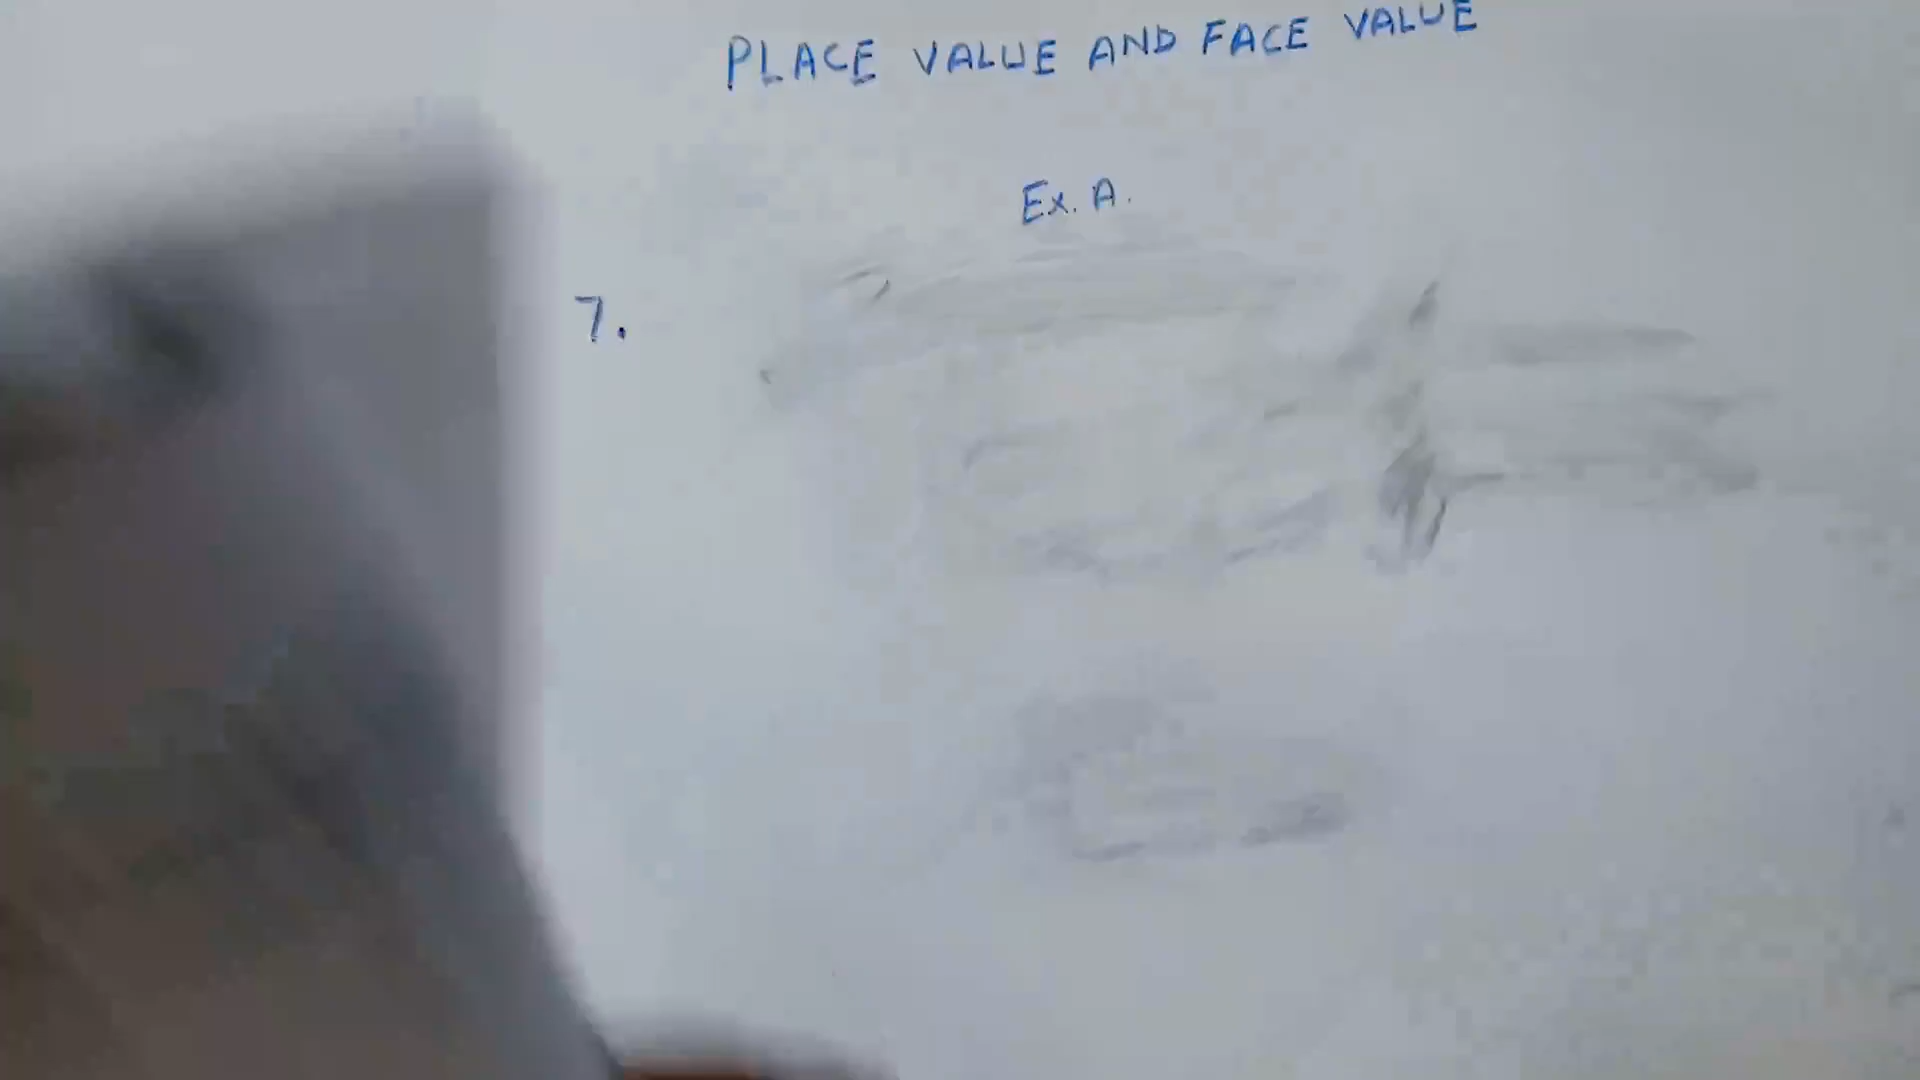 PLACE VALUE AND FACE VALUE
Ex. A.
7.